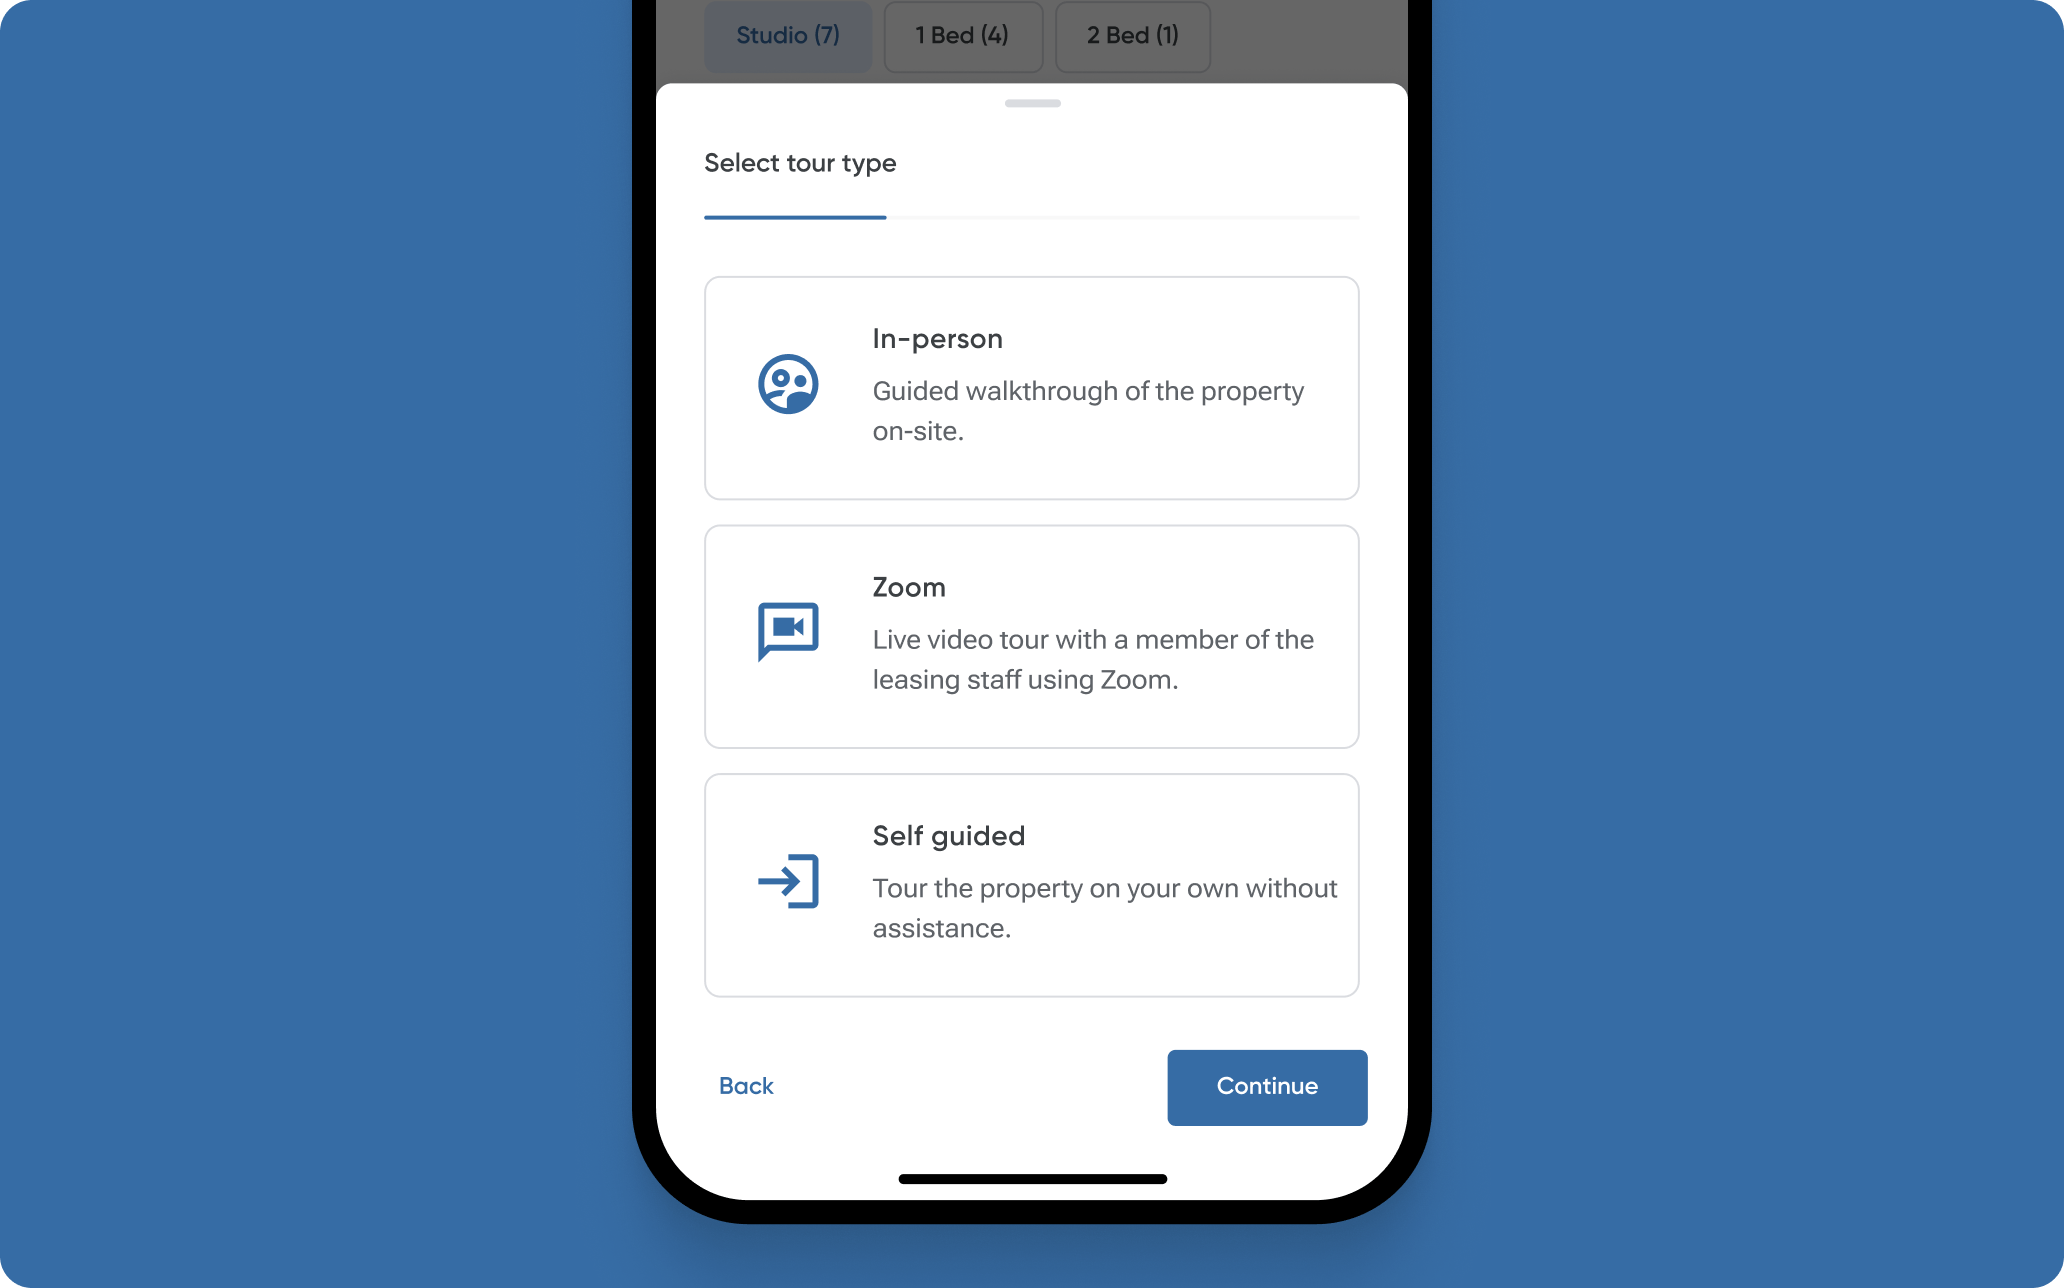 Studio (7) 1 Bed (4) 2 Bed (1)
Select tour type
In-person
Guided walkthrough of the property
on-site.
Zoom
Live video tour with a member of the
leasing staff using Zoom.
Self guided
Tour the property on your own without
assistance.
Back Continue